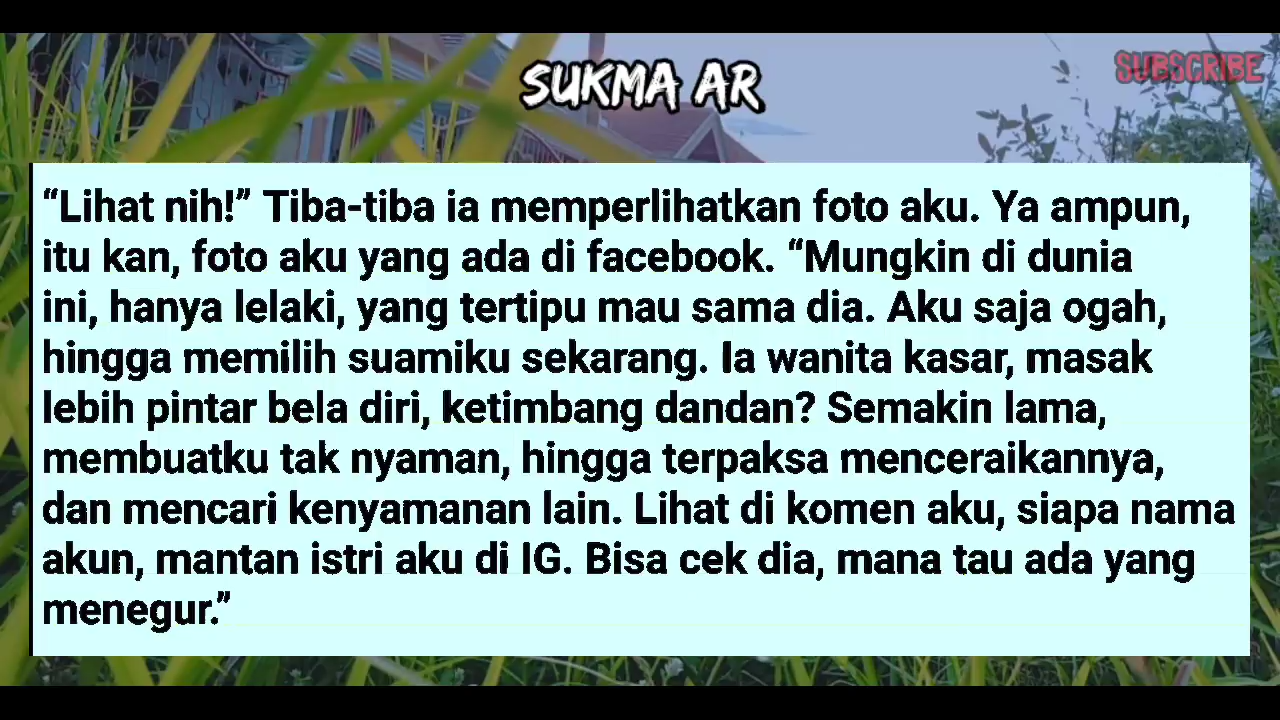 SUKMA AR
SUBSCRIBE
“Lihat nih!” Tiba-tiba ia memperlihatkan foto aku. Ya ampun,
itu kan, foto aku yang ada di facebook. “Mungkin di dunia
ini, hanya lelaki, yang tertipu mau sama dia. Aku saja ogah,
hingga memilih suamiku sekarang. Ia wanita kasar, masak
lebih pintar bela diri, ketimbang dandan? Semakin lama,
membuatku tak nyaman, hingga terpaksa menceraikannya,
dan mencari kenyamanan lain. Lihat di komen aku, siapa nama
akun, mantan istri aku di IG. Bisa cek dia, mana tau ada yang
menegur.”